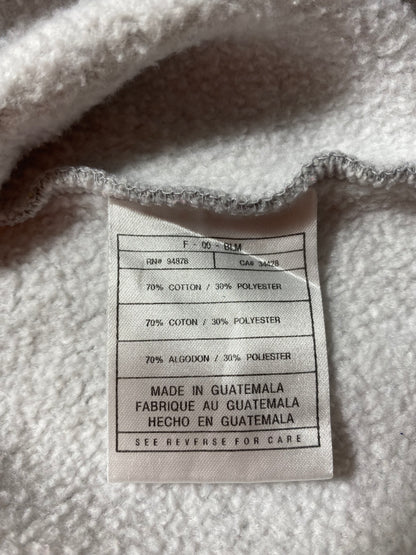 F - 00 - BLM
RN# 94878 CA# 34428
70% COTTON / 30% POLYESTER
70% COTON / 30% POLYESTER
70% ALGODON / 30% POLIESTER
MADE IN GUATEMALA
FABRIQUE AU GUATEMALA
HECHO EN GUATEMALA
SEE REVERSE FOR CARE